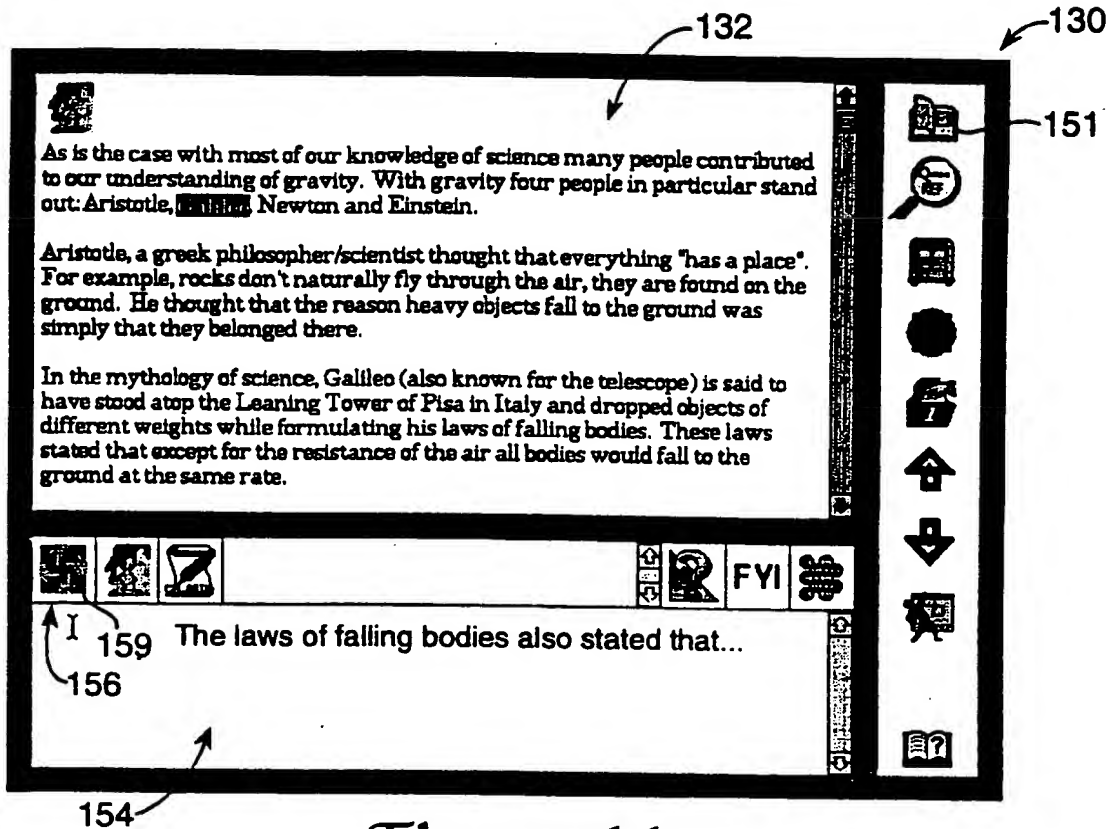 132
130
151
As is the case with most of our knowledge of science many people contributed
to our understanding of gravity. With gravity four people in particular stand
out: Aristotle, Newton and Einstein.
REF
Aristotle, a greek philosopher/scientist thought that everything "has a place".
For example, rocks don't naturally fly through the air, they are found on the
ground. He thought that the reason heavy objects fall to the ground was
simply that they belonged there.
In the mythology of science, Galileo (also known for the telescope) is said to
have stood atop the Leaning Tower of Pisa in Italy and dropped objects of
different weights while formulating his laws of falling bodies. These laws
stated that except for the resistance of the air all bodies would fall to the
ground at the same rate.
1
FYI
159 The laws of falling bodies also stated that...
156
?
154